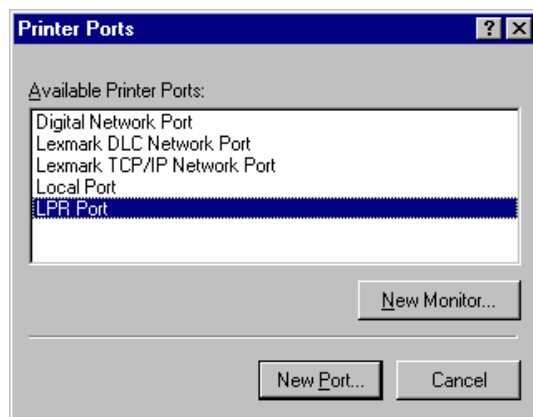 Printer Ports
Available Printer Ports:
Digital Network Port
Lexmark DLC Network Port
Lexmark TCP/IP Network Port
Local Port
LPR Port
New Monitor...
New Port...
Cancel